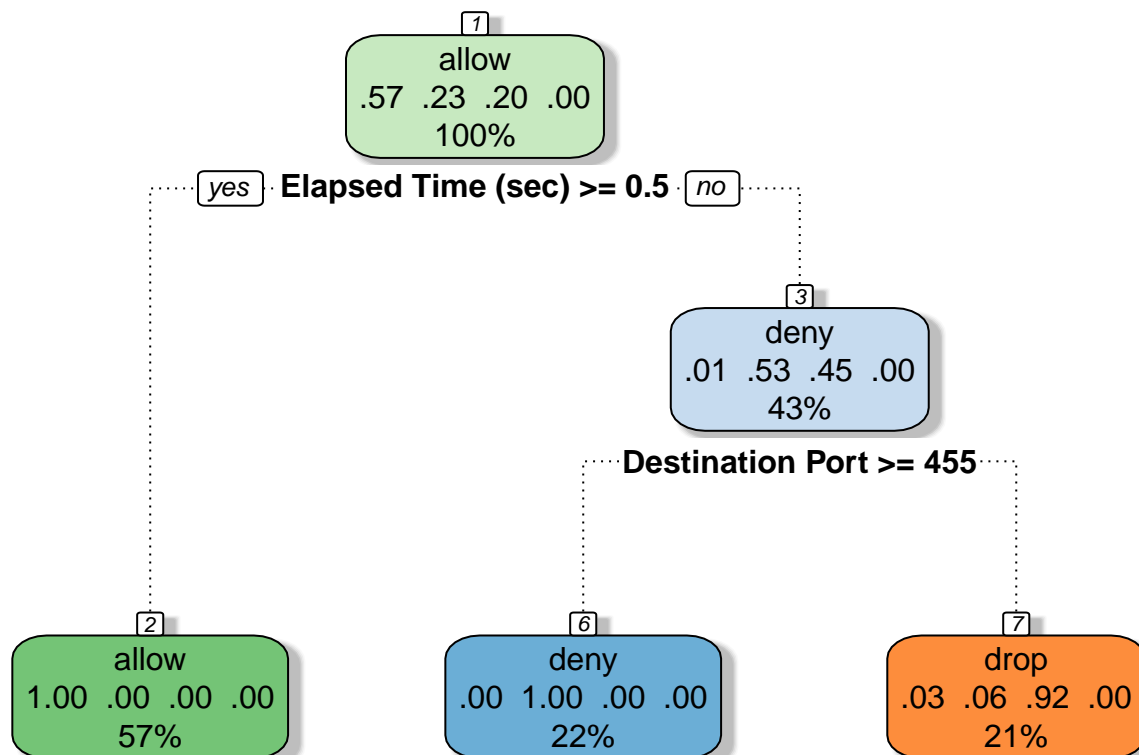 1
allow
.57 .23 .20 .00
100%
yes Elapsed Time (sec) >= 0.5 no
3
deny
.01 .53 .45 .00
43%
Destination Port >= 455
2
allow
1.00 .00 .00 .00
57%
6
deny
.00 1.00 .00 .00
22%
7
drop
.03 .06 .92 .00
21%